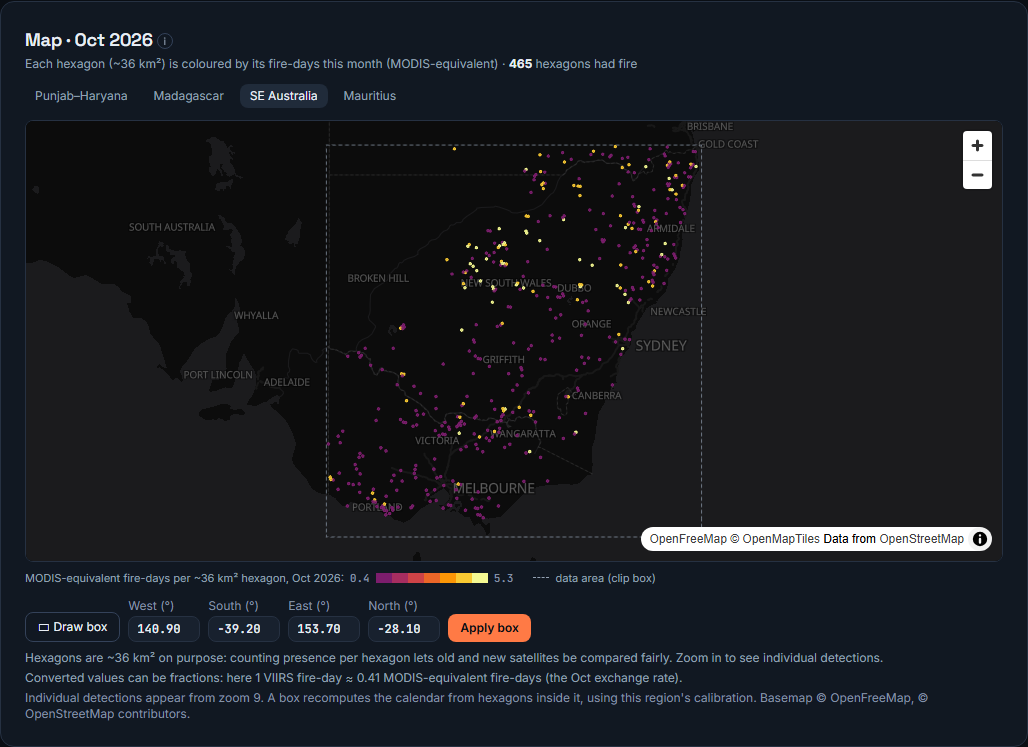 Map · Oct 2026 i
Each hexagon (~36 km²) is coloured by its fire-days this month (MODIS-equivalent) · 465 hexagons had fire
Punjab–Haryana Madagascar SE Australia Mauritius
BRISBANE
GOLD COAST
SOUTH AUSTRALIA
ARMIDALE
BROKEN HILL
NEW SOUTH WALES
DUBBO
WHYALLA
NEWCASTLE
ORANGE
SYDNEY
GRIFFITH
PORT LINCOLN
ADELAIDE
CANBERRA
VICTORIA
WANGARATTA
MELBOURNE
PORTLAND
+
−
OpenFreeMap © OpenMapTiles Data from OpenStreetMap i
MODIS-equivalent fire-days per ~36 km² hexagon, Oct 2026: 0.4 5.3 ---- data area (clip box)
West (°) South (°) East (°) North (°)
Draw box 140.90 -39.20 153.70 -28.10 Apply box
Hexagons are ~36 km² on purpose: counting presence per hexagon lets old and new satellites be compared fairly. Zoom in to see individual detections.
Converted values can be fractions: here 1 VIIRS fire-day ≈ 0.41 MODIS-equivalent fire-days (the Oct exchange rate).
Individual detections appear from zoom 9. A box recomputes the calendar from hexagons inside it, using this region's calibration. Basemap © OpenFreeMap, ©
OpenStreetMap contributors.